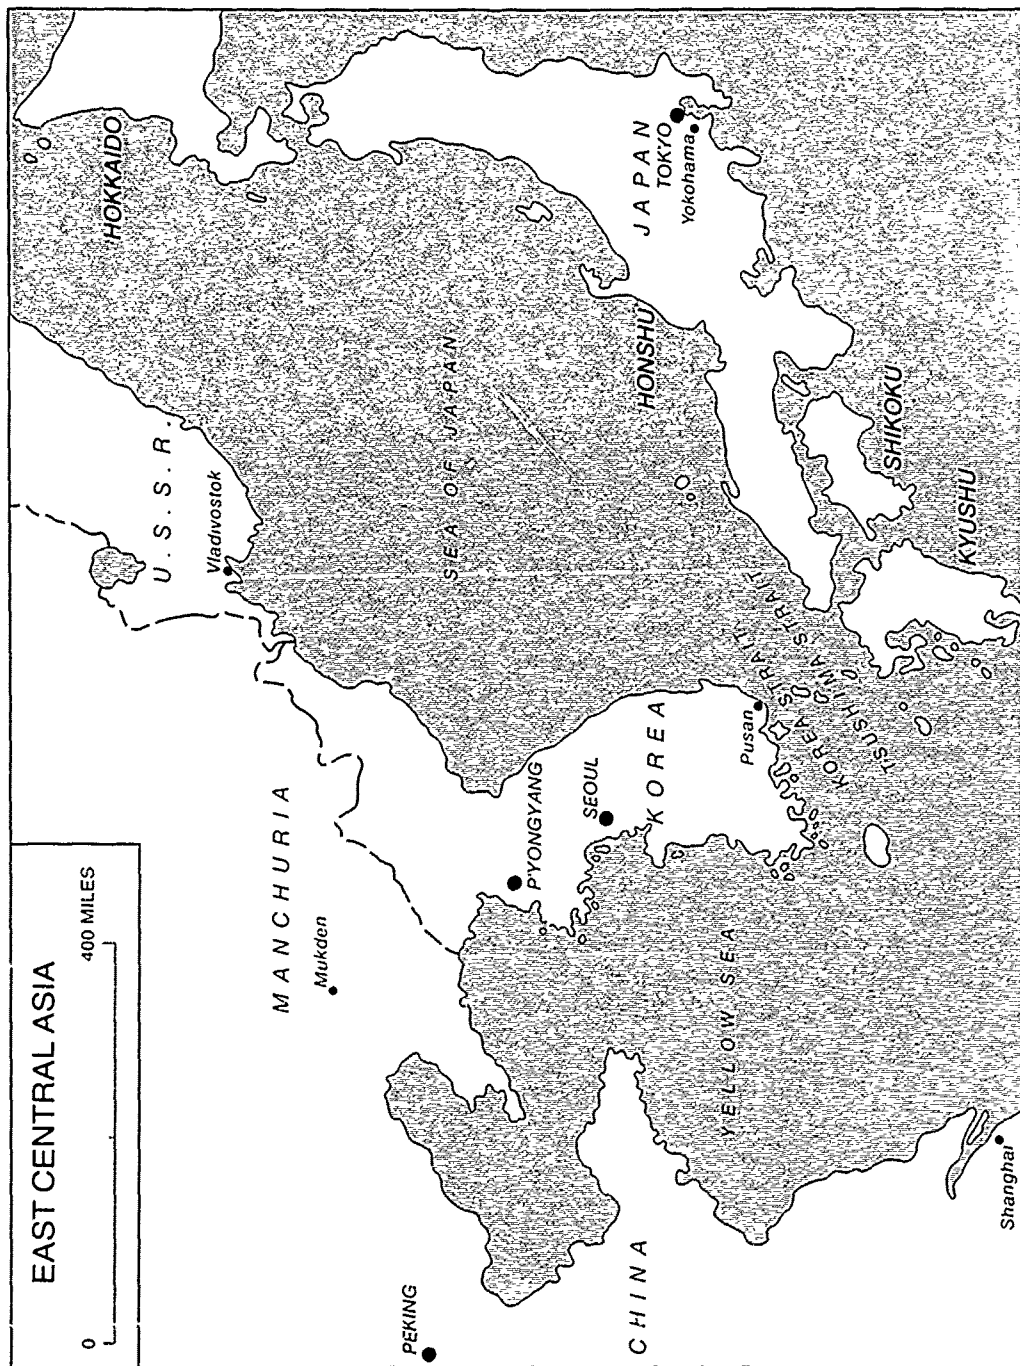 EAST CENTRAL ASIA
0 400 MILES
HOKKAIDO
U. S. S. R.
Vladivostok
MANCHURIA
Mukden
SEA OF JAPAN
JAPAN
TOKYO
Yokohama
HONSHU
PEKING
PYONGYANG
SEOUL
KOREA
CHINA
Pusan
YELLOW SEA
KOREA STRAIT
TSUSHIMA STRAIT
SHIKOKU
KYUSHU
Shanghai